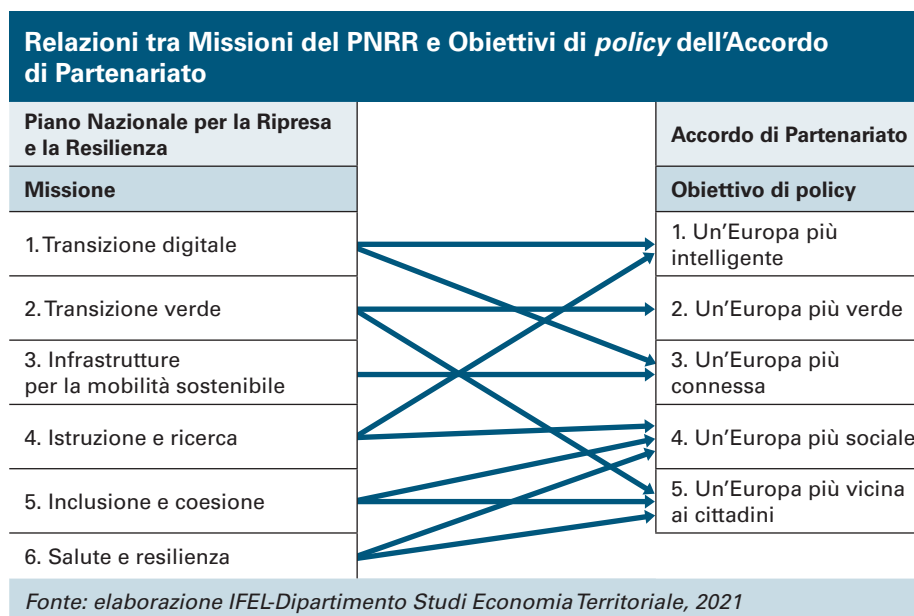 Relazioni tra Missioni del PNRR e Obiettivi di policy dell'Accordo
di Partenariato
Piano Nazionale per la Ripresa
e la Resilienza
Accordo di Partenariato
Missione
Obiettivo di policy
1. Transizione digitale
1. Un'Europa più
intelligente
2. Transizione verde
2. Un'Europa più verde
3. Infrastrutture
per la mobilità sostenibile
3. Un'Europa più
connessa
4. Istruzione e ricerca
4. Un'Europa più sociale
5. Inclusione e coesione
5. Un'Europa più vicina
ai cittadini
6. Salute e resilienza
Fonte: elaborazione IFEL-Dipartimento Studi Economia Territoriale, 2021